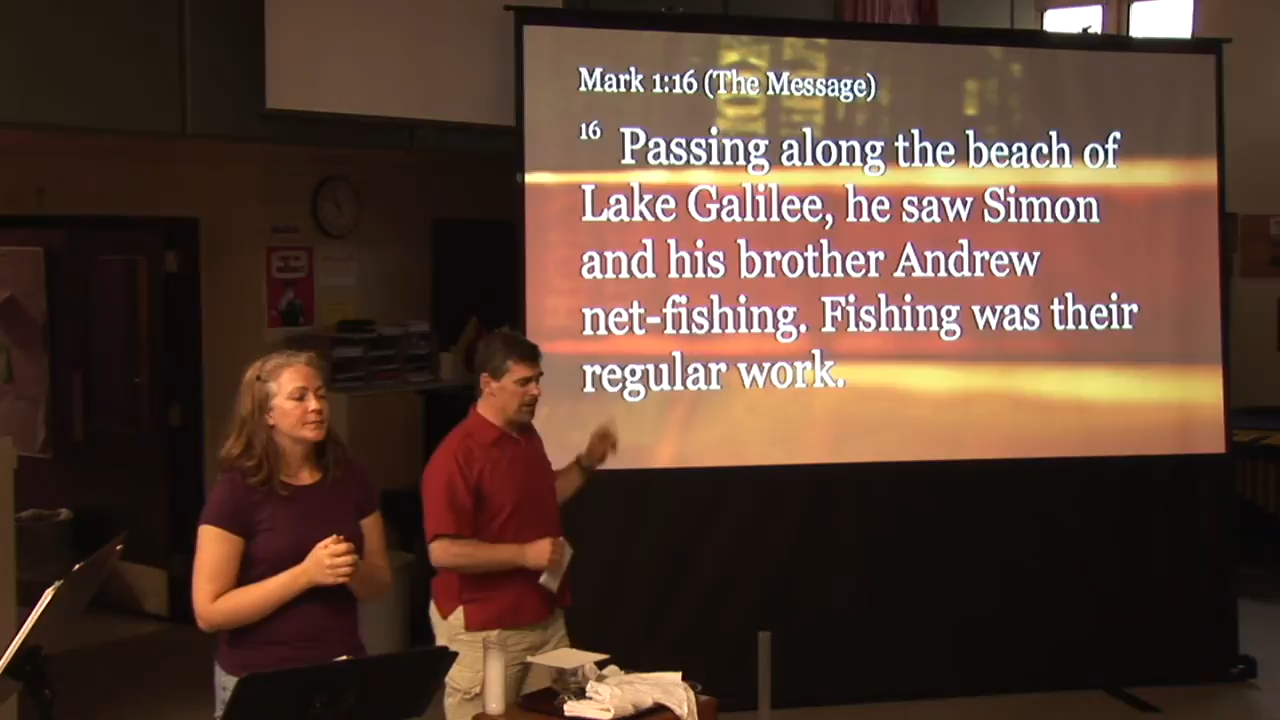 Mark 1:16 (The Message)
16 Passing along the beach of
Lake Galilee, he saw Simon
and his brother Andrew
net-fishing. Fishing was their
regular work.